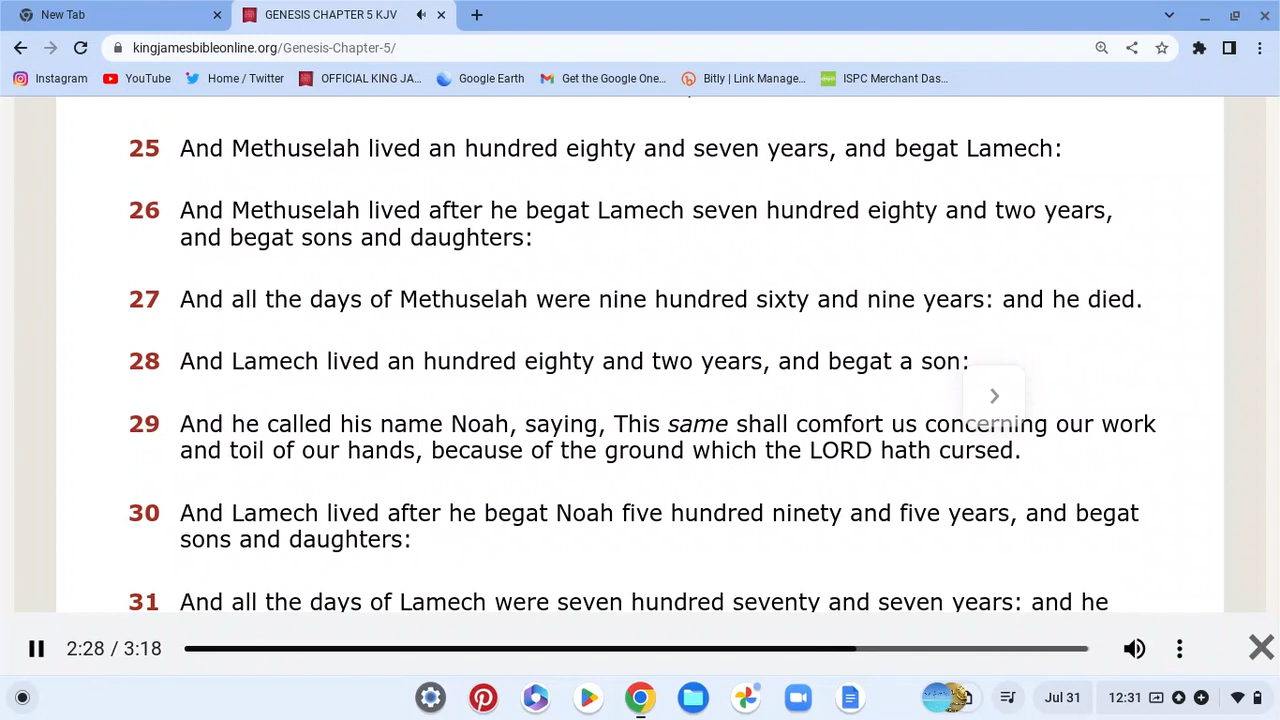 New Tab
GENESIS CHAPTER 5 KJV
kingjamesbibleonline.org/Genesis-Chapter-5/
Instagram
YouTube
Home / Twitter
OFFICIAL KING JA...
Google Earth
Get the Google One...
Bitly | Link Manage...
ISPC Merchant Das...
25 And Methuselah lived an hundred eighty and seven years, and begat Lamech:
26 And Methuselah lived after he begat Lamech seven hundred eighty and two years,
and begat sons and daughters:
27 And all the days of Methuselah were nine hundred sixty and nine years: and he died.
28 And Lamech lived an hundred eighty and two years, and begat a son:
29 And he called his name Noah, saying, This same shall comfort us concerning our work
and toil of our hands, because of the ground which the LORD hath cursed.
30 And Lamech lived after he begat Noah five hundred ninety and five years, and begat
sons and daughters:
31 And all the days of Lamech were seven hundred seventy and seven years: and he
2:28 / 3:18
Jul 31
12:31